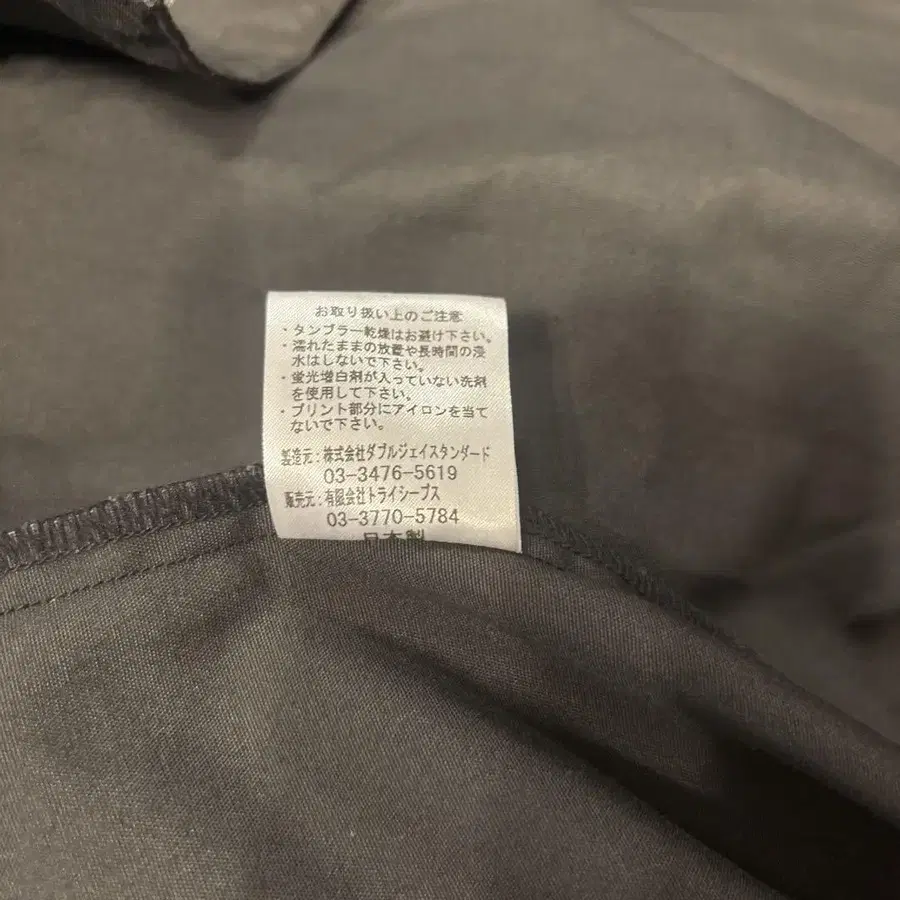 お取り扱い上のご注意
・タンブラー乾燥はお避け下さい。
・濡れたままの放置や長時間の浸
水はしないで下さい。
・蛍光増白剤が入っていない洗剤
を使用して下さい。
・プリント部分にアイロンを当て
ないで下さい。
製造元:株式会社ダブルジェイスタンダード
03-3476-5619
販売元:有限会社トライシープス
03-3770-5784
日本製